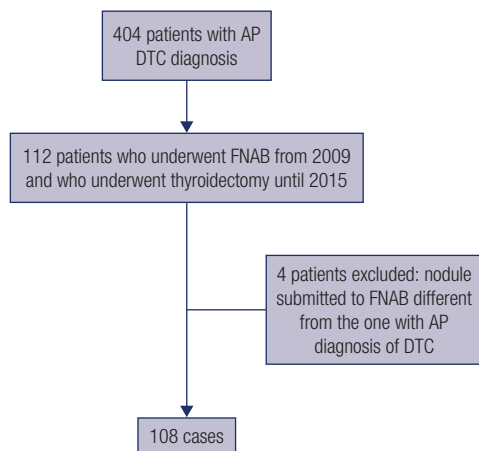 404 patients with AP
DTC diagnosis
112 patients who underwent FNAB from 2009
and who underwent thyroidectomy until 2015
4 patients excluded: nodule
submitted to FNAB different
from the one with AP
diagnosis of DTC
108 cases